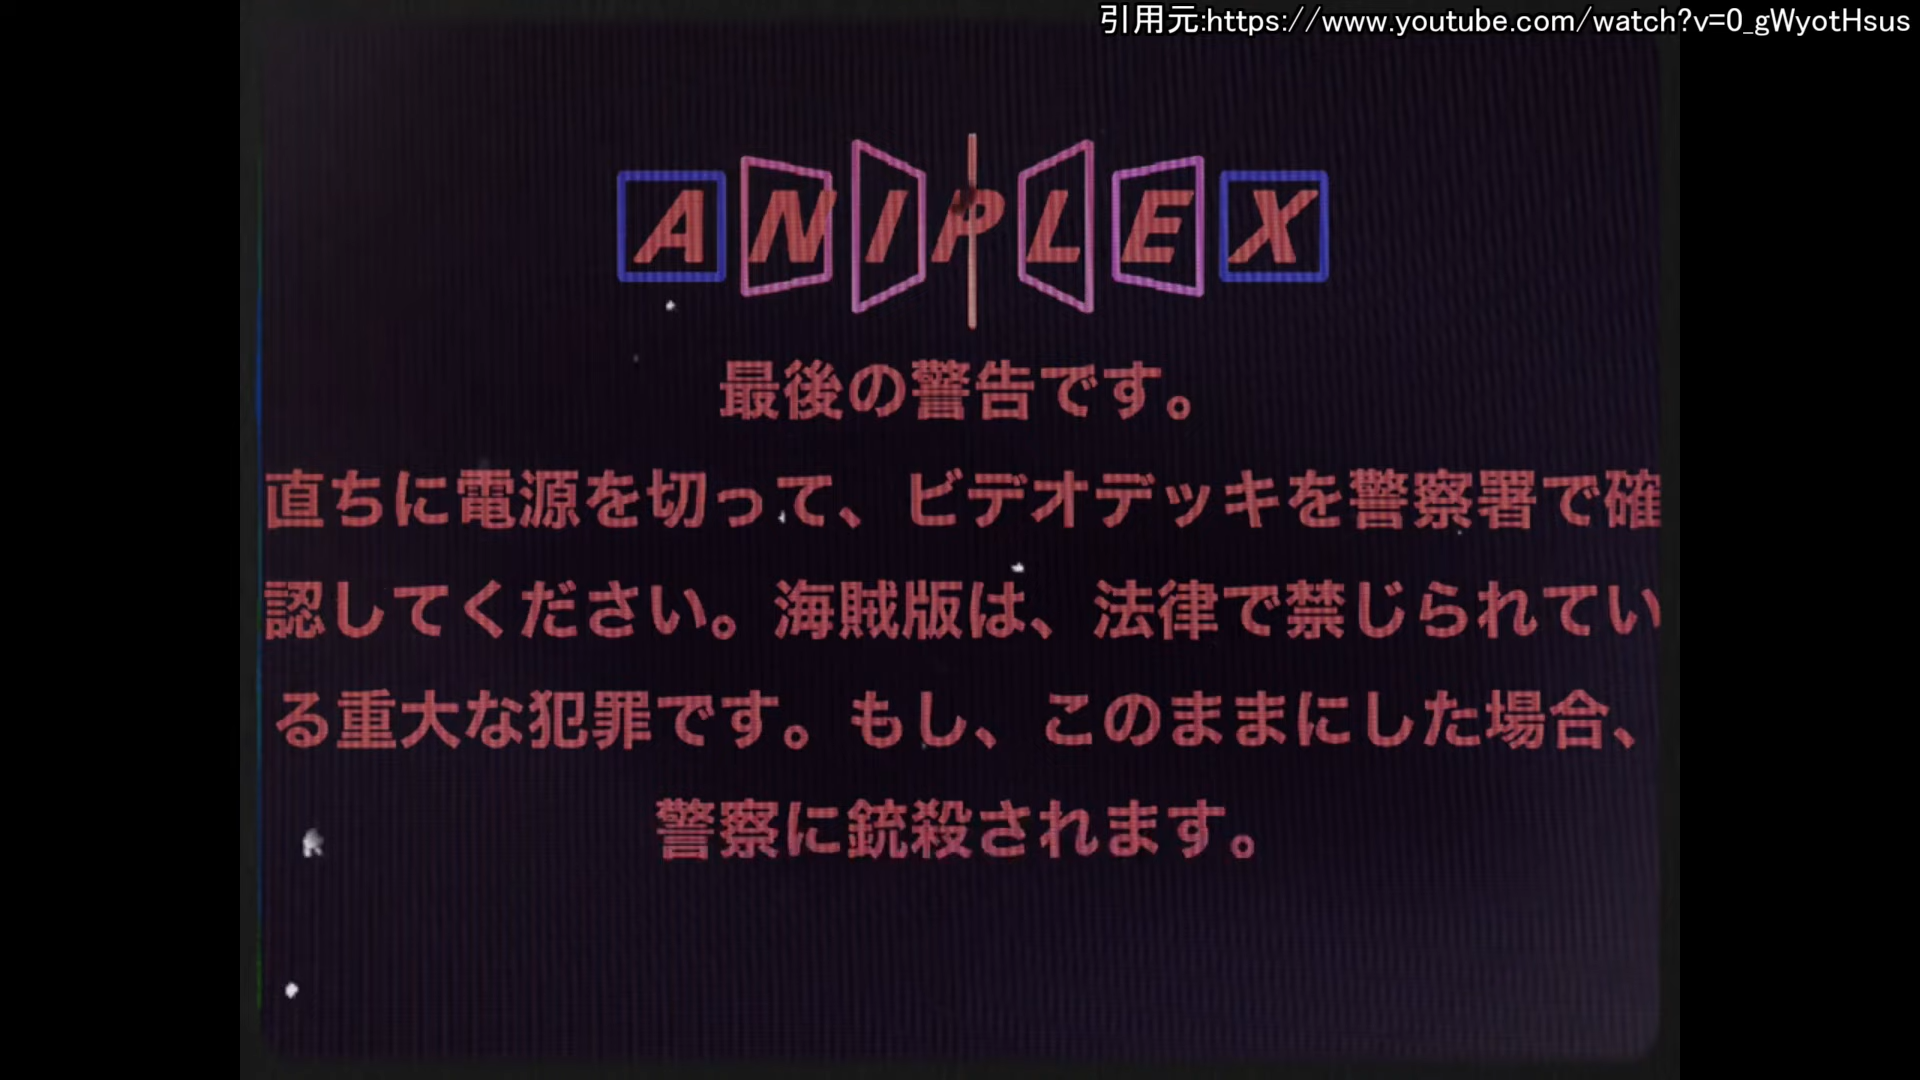 引用元:https://www.youtube.com/watch?v=0_gWyotHsus
ANIPLEX
最後の警告です。
直ちに電源を切って、ビデオデッキを警察署で確
認してください。海賊版は、法律で禁じられてい
る重大な犯罪です。もし、このままにした場合、
警察に銃殺されます。